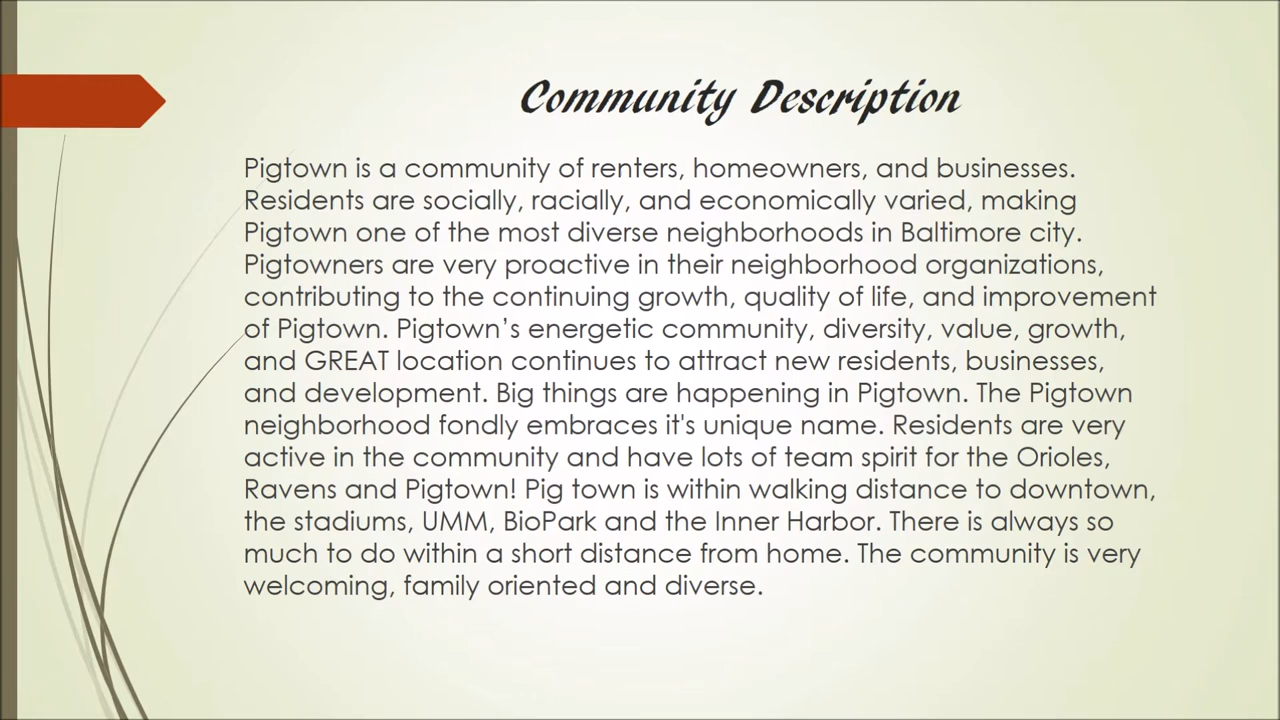 Community Description
Pigtown is a community of renters, homeowners, and businesses.
Residents are socially, racially, and economically varied, making
Pigtown one of the most diverse neighborhoods in Baltimore city.
Pigtowners are very proactive in their neighborhood organizations,
contributing to the continuing growth, quality of life, and improvement
of Pigtown. Pigtown’s energetic community, diversity, value, growth,
and GREAT location continues to attract new residents, businesses,
and development. Big things are happening in Pigtown. The Pigtown
neighborhood fondly embraces it's unique name. Residents are very
active in the community and have lots of team spirit for the Orioles,
Ravens and Pigtown! Pig town is within walking distance to downtown,
the stadiums, UMM, BioPark and the Inner Harbor. There is always so
much to do within a short distance from home. The community is very
welcoming, family oriented and diverse.